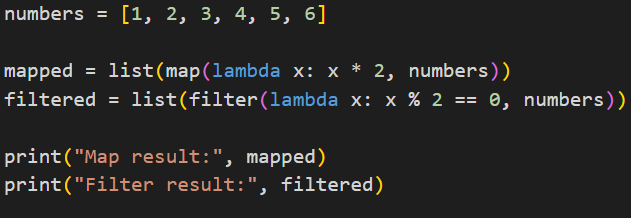 numbers = [1, 2, 3, 4, 5, 6]
mapped = list(map(lambda x: x * 2, numbers))
filtered = list(filter(lambda x: x % 2 == 0, numbers))
print("Map result:", mapped)
print("Filter result:", filtered)